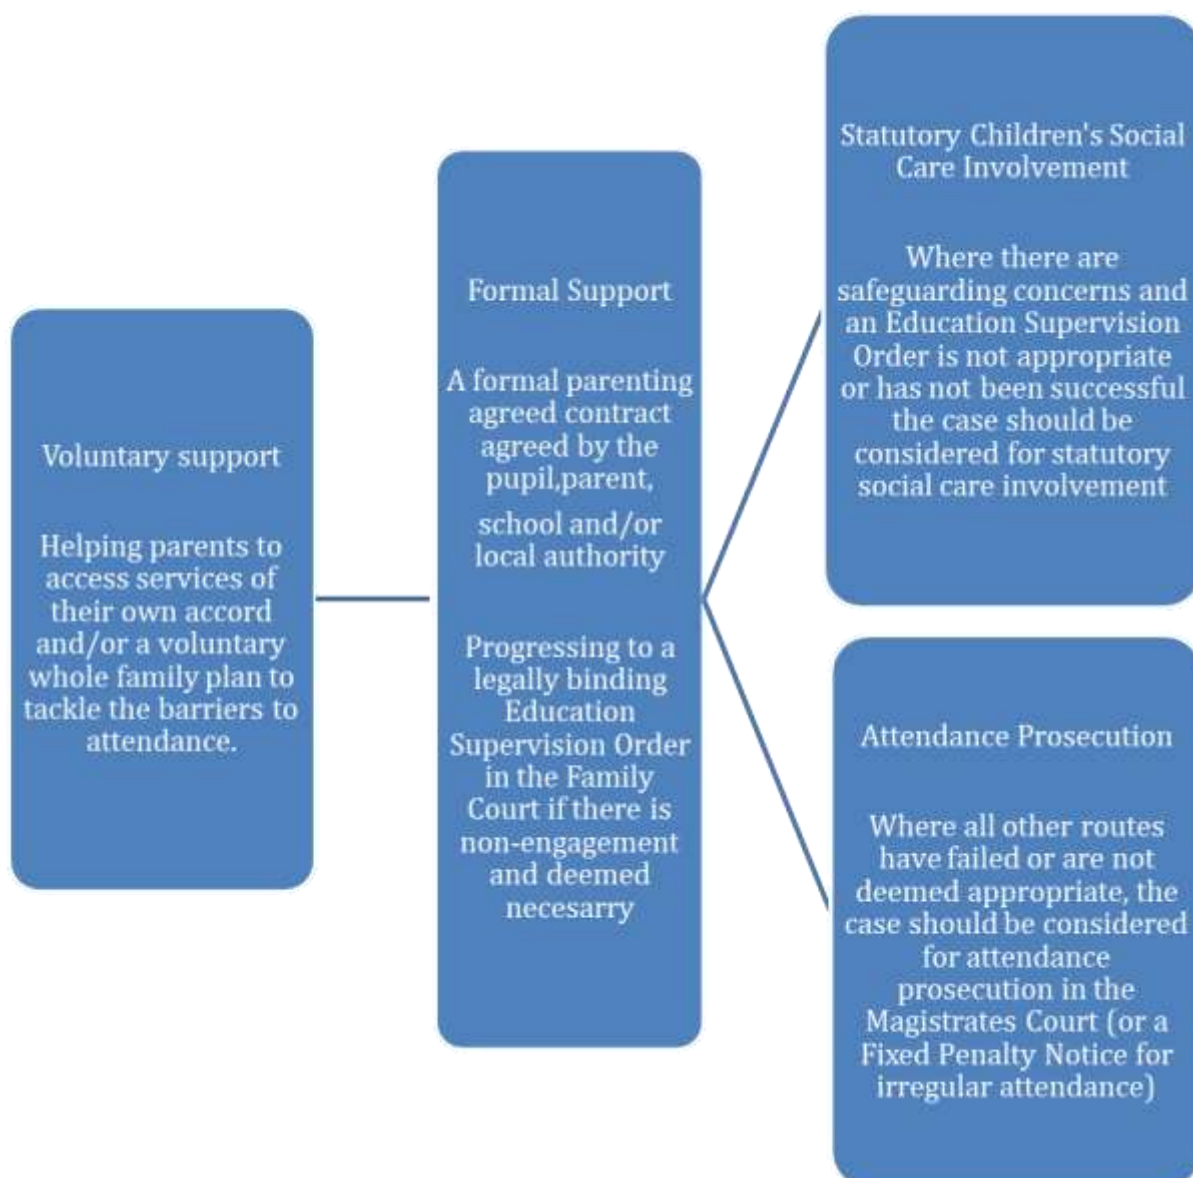 Voluntary support
Helping parents to
access services of
their own accord
and/or a voluntary
whole family plan to
tackle the barriers to
attendance.
Formal Support
A formal parenting
agreed contract
agreed by the
pupil,parent,
school and/or
local authority
Progressing to a
legally binding
Education
Supervision Order
in the Family
Court if there is
non-engagement
and deemed
necesarry
Statutory Children's Social
Care Involvement
Where there are
safeguarding concerns and
an Education Supervision
Order is not appropriate
or has not been successful
the case should be
considered for statutory
social care involvement
Attendance Prosecution
Where all other routes
have failed or are not
deemed appropriate, the
case should be considered
for attendance
prosecution in the
Magistrates Court (or a
Fixed Penalty Notice for
irregular attendance)